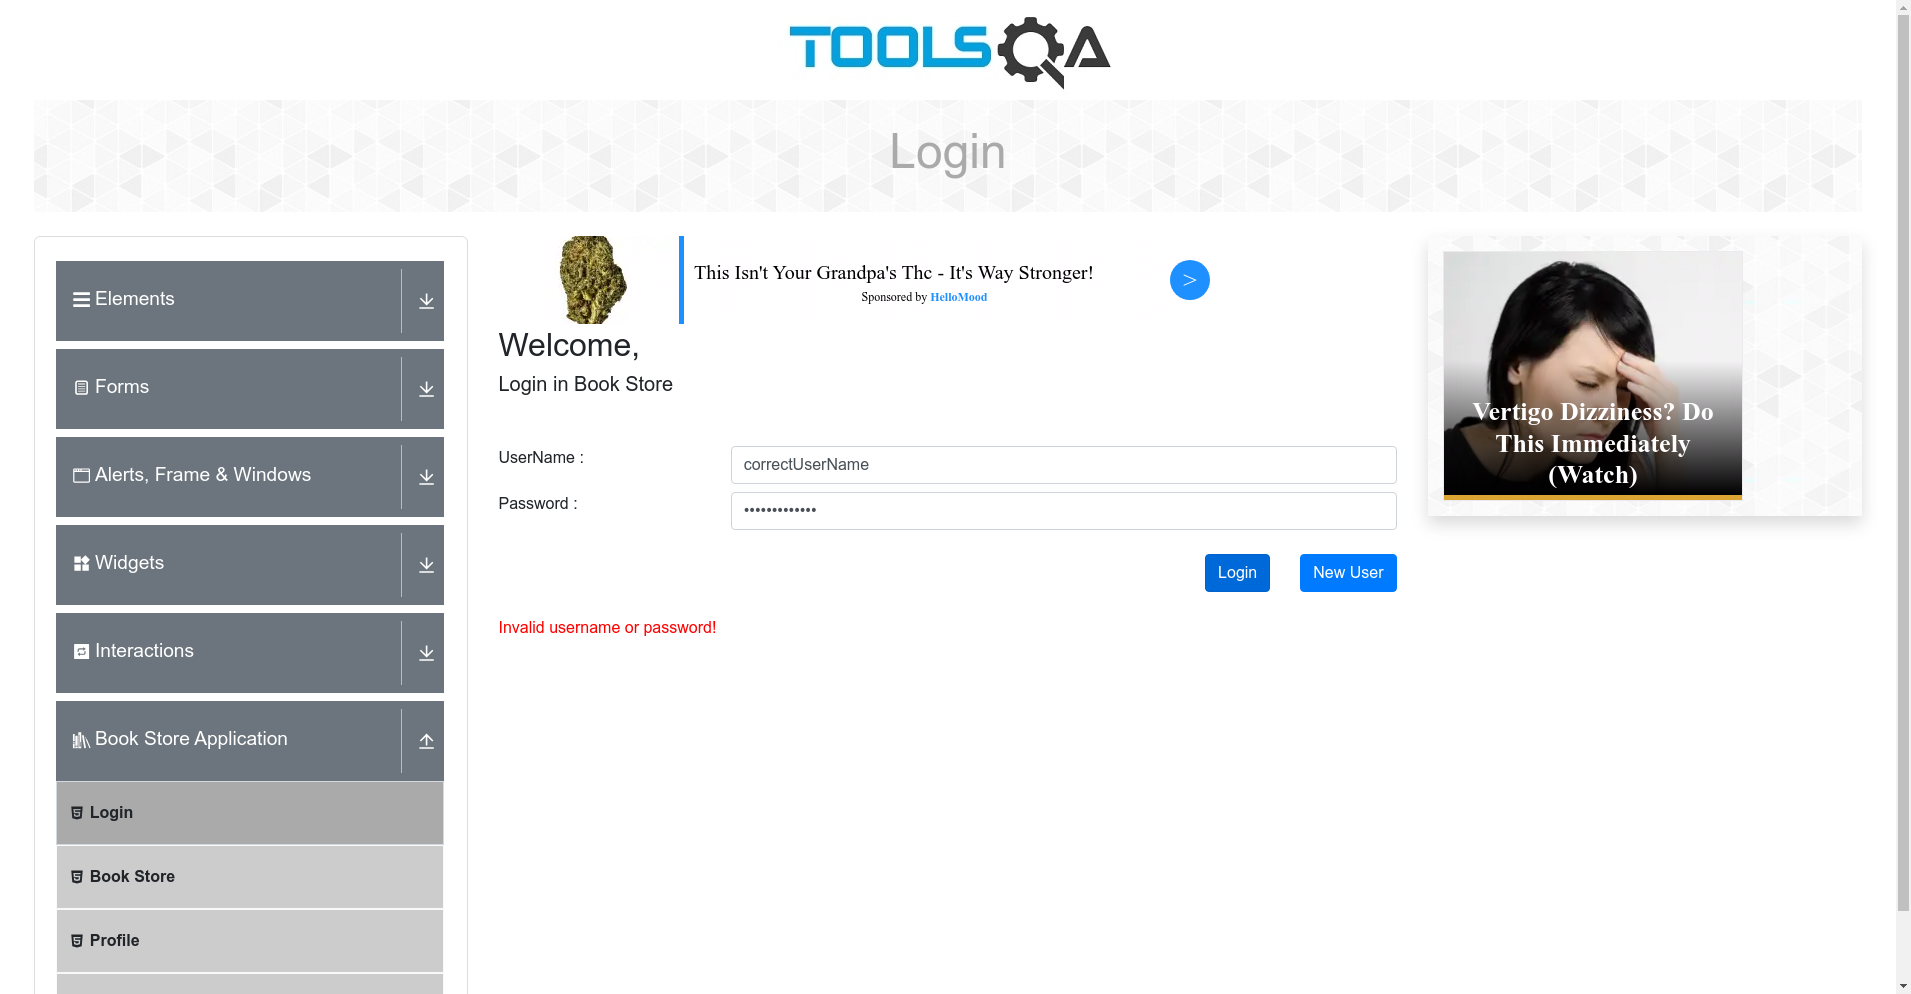 TOOLSQA
Login
Elements
Forms
Alerts, Frame & Windows
Widgets
Interactions
Book Store Application
Login
Book Store
Profile
This Isn't Your Grandpa's Thc - It's Way Stronger!
Sponsored by HelloMood
>
Welcome,
Login in Book Store
UserName :
correctUserName
Password :
•••••••••••••
Login
New User
Invalid username or password!
Vertigo Dizziness? Do
This Immediately
(Watch)